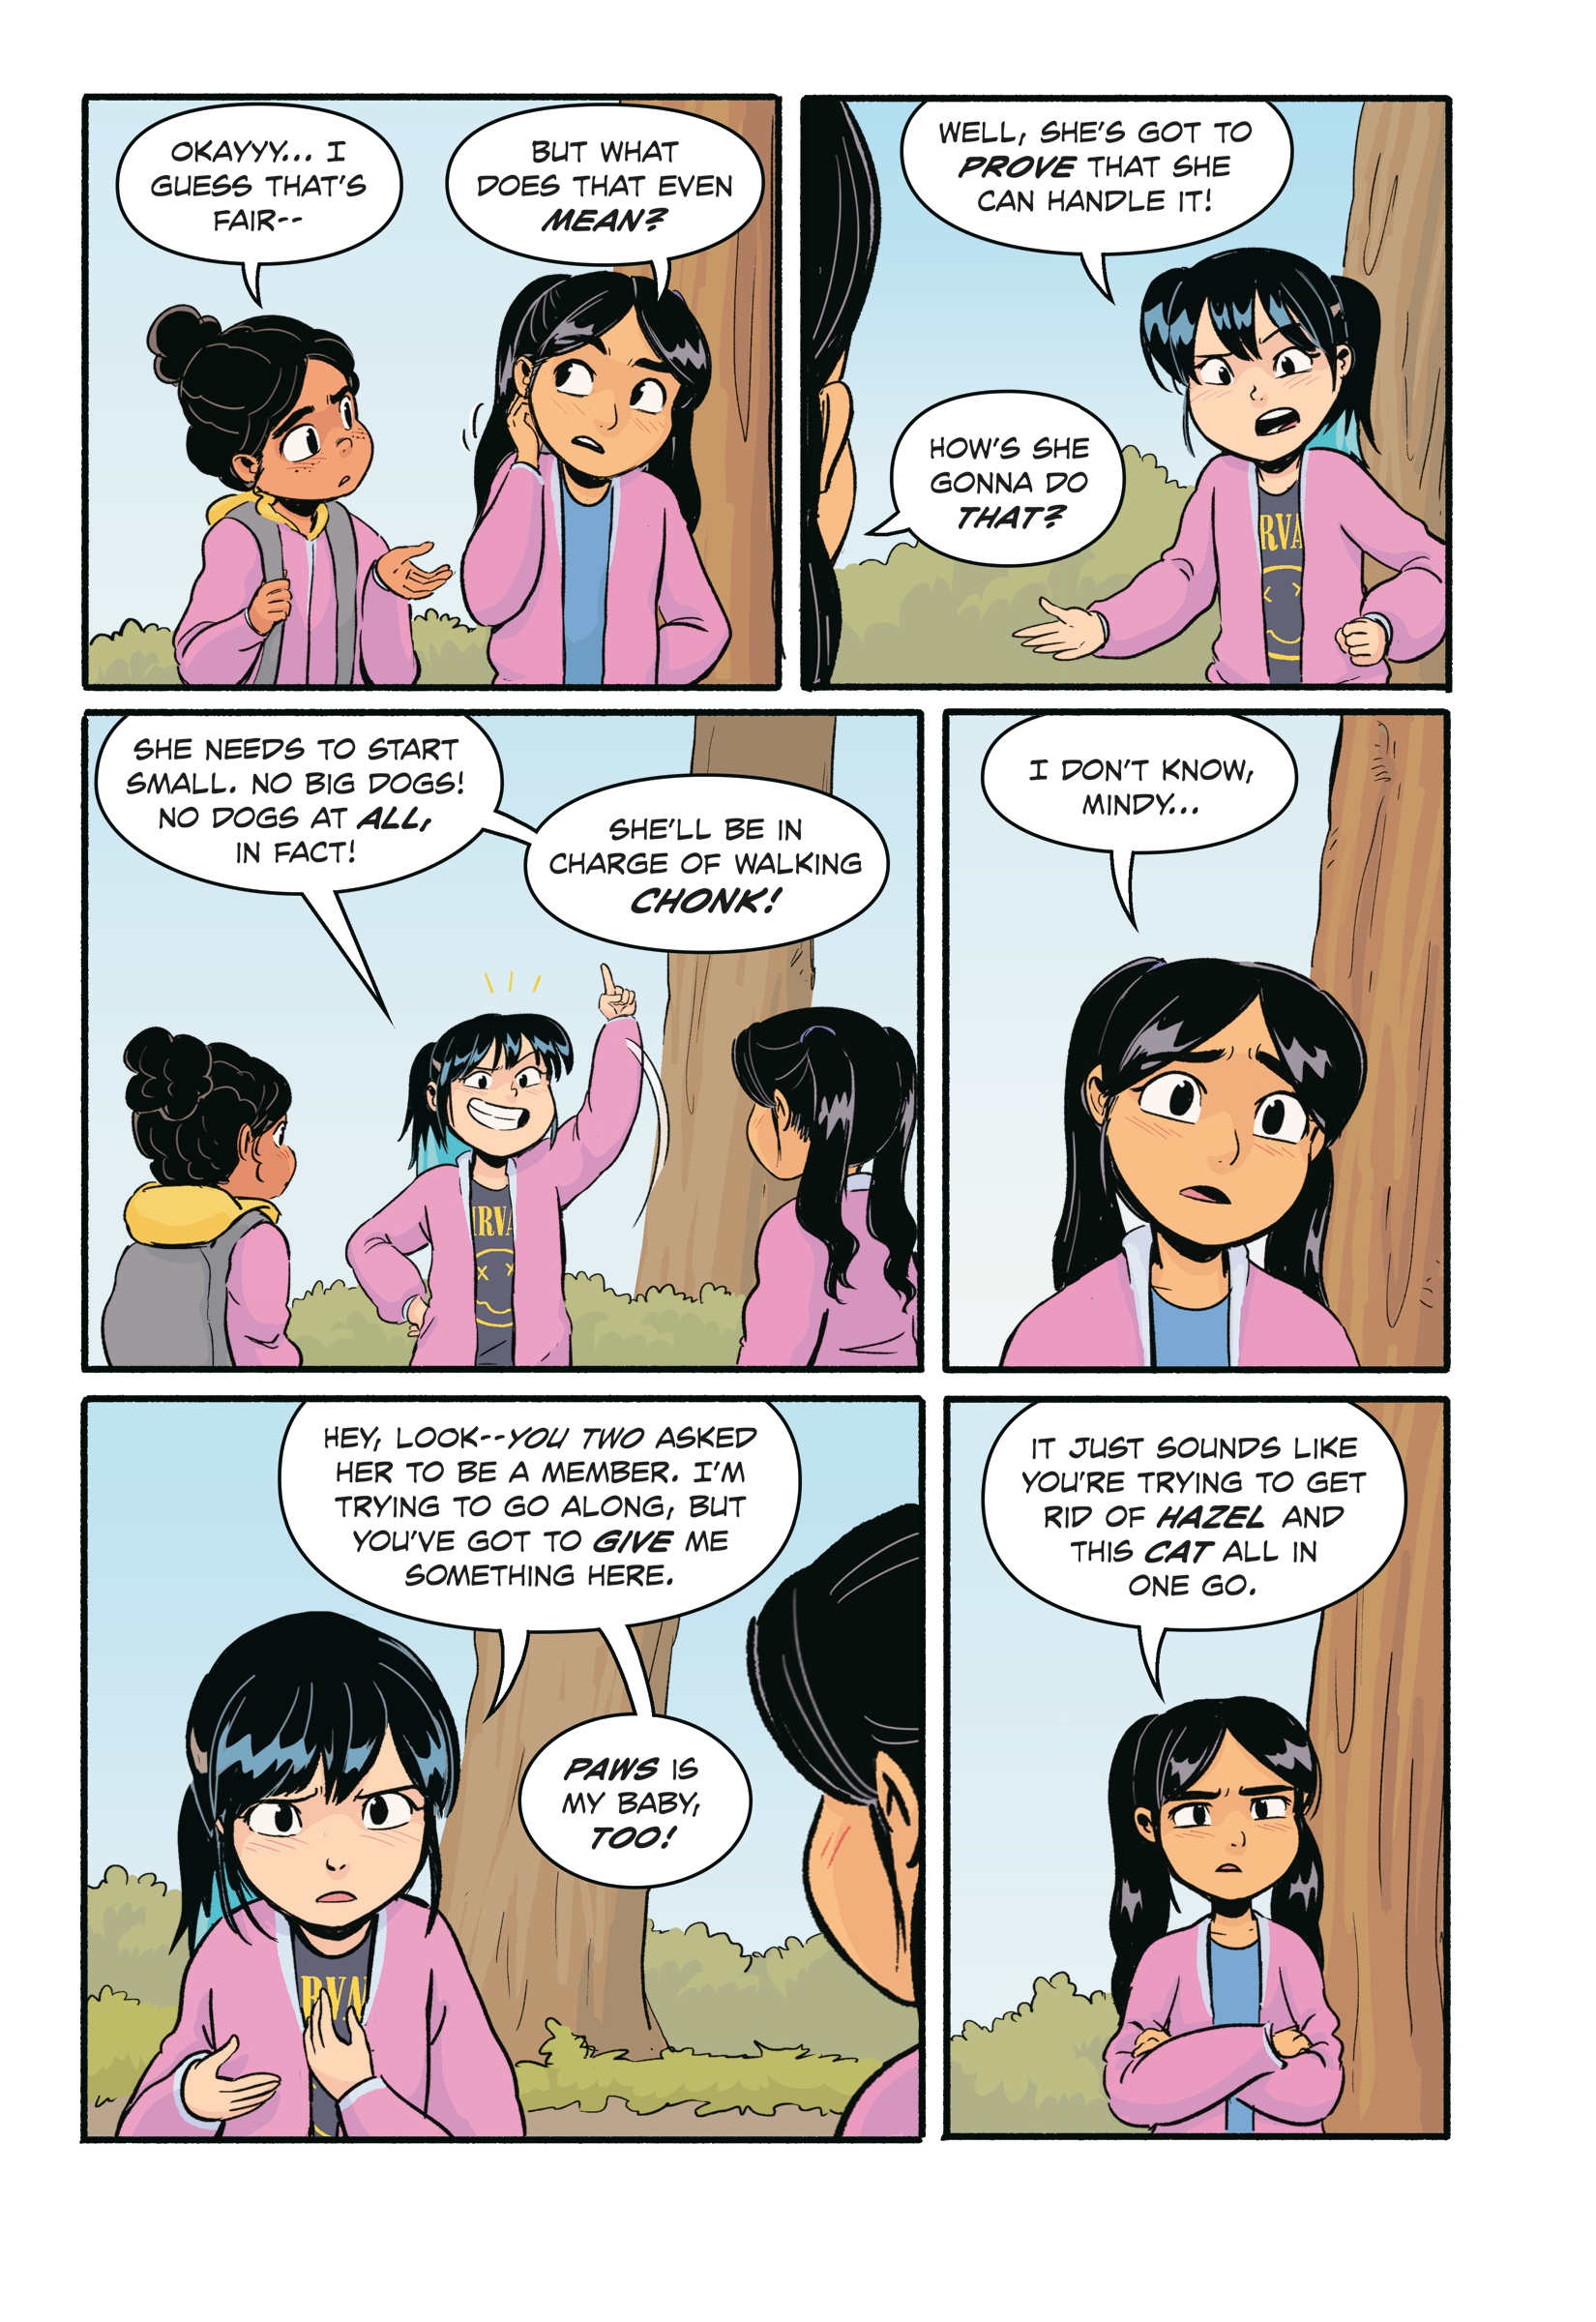 OKAYYY... I
GUESS THAT'S
FAIR--
BUT WHAT
DOES THAT EVEN
MEAN?
WELL, SHE'S GOT TO
PROVE THAT SHE
CAN HANDLE IT!
HOW'S SHE
GONNA DO
THAT?
RVA
SHE NEEDS TO START
SMALL. NO BIG DOGS!
NO DOGS AT ALL,
IN FACT!
SHE'LL BE IN
CHARGE OF WALKING
CHONK!
IRVA
I DON'T KNOW,
MINDY...
HEY, LOOK--YOU TWO ASKED
HER TO BE A MEMBER. I'M
TRYING TO GO ALONG, BUT
YOU'VE GOT TO GIVE ME
SOMETHING HERE.
PAWS IS
MY BABY,
TOO!
RVA
IT JUST SOUNDS LIKE
YOU'RE TRYING TO GET
RID OF HAZEL AND
THIS CAT ALL IN
ONE GO.